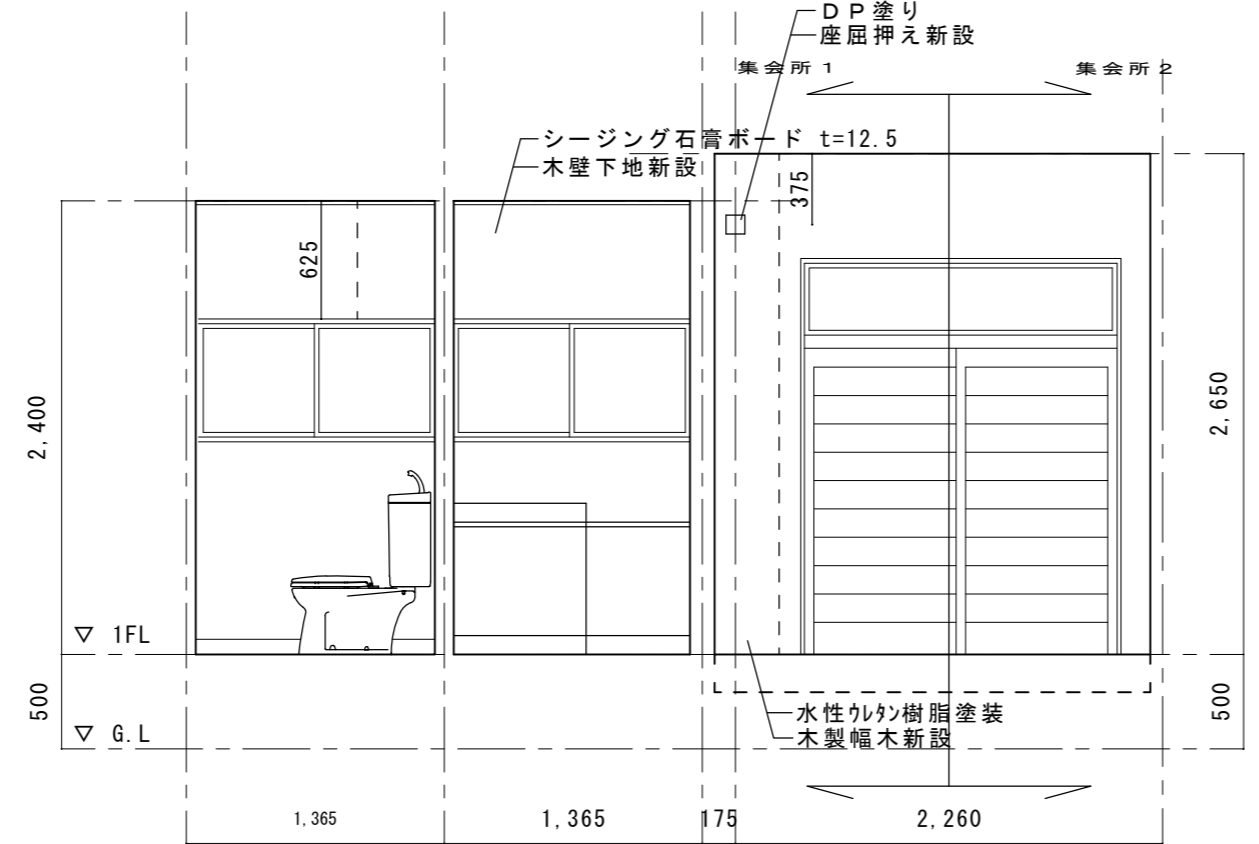 ＤＰ塗り
座屈押え新設
集会所１
集会所２
シージング石膏ボード t=12.5
木壁下地新設
375
625
2,400
2,650
▽ 1FL
500
500
▽ G.L
水性ｳﾚﾀﾝ樹脂塗装
木製幅木新設
1,365
1,365
175
2,260